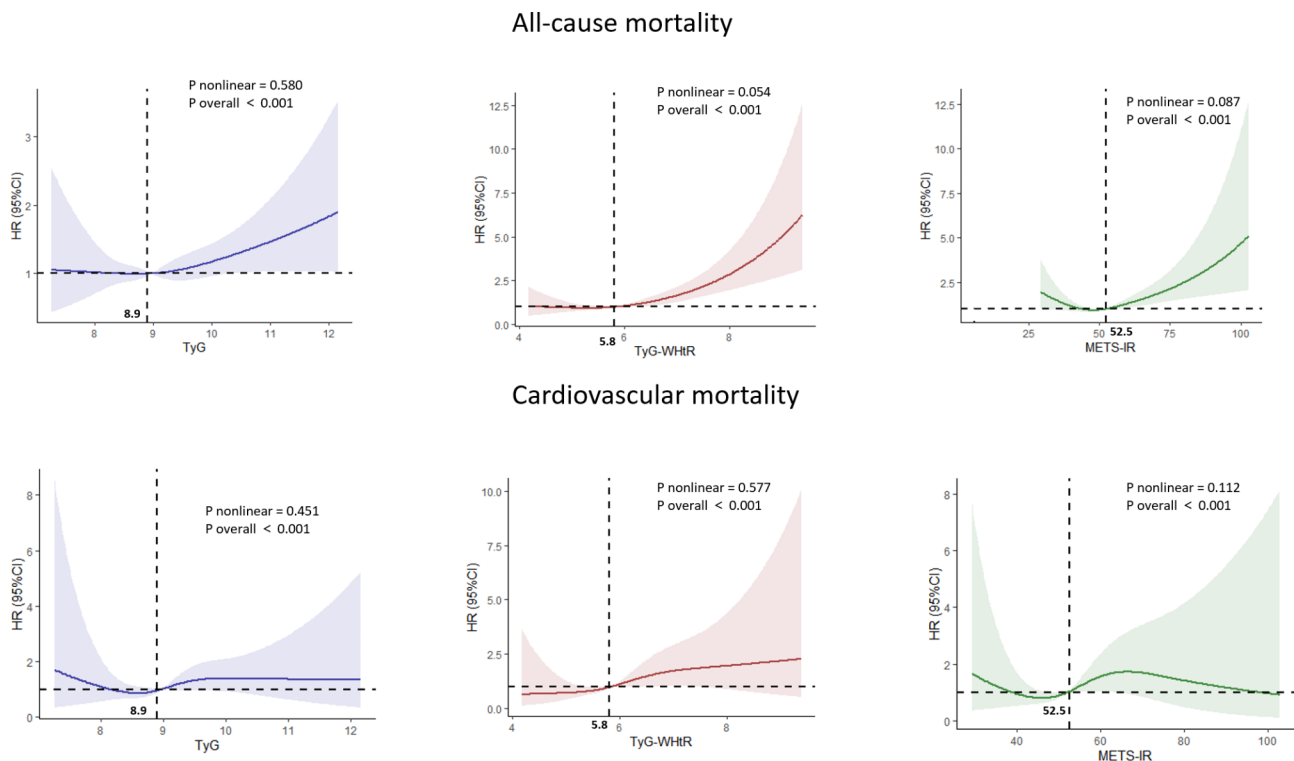 All-cause mortality
P nonlinear = 0.580
P overall < 0.001
HR (95%CI)
3
2
1
8.9
8
9
10
11
12
TyG
P nonlinear = 0.054
P overall < 0.001
HR (95%CI)
12.5
10.0
7.5
5.0
2.5
0.0
5.8
4
6
8
TyG-WHtR
P nonlinear = 0.087
P overall < 0.001
HR (95%CI)
12.5
10.0
7.5
5.0
2.5
52.5
25
50
75
100
METS-IR
Cardiovascular mortality
P nonlinear = 0.451
P overall < 0.001
HR (95%CI)
8
6
4
2
0
8.9
8
9
10
11
12
TyG
P nonlinear = 0.577
P overall < 0.001
HR (95%CI)
10.0
7.5
5.0
2.5
0.0
5.8
4
6
8
TyG-WHtR
P nonlinear = 0.112
P overall < 0.001
HR (95%CI)
8
6
4
2
0
52.5
40
60
80
100
METS-IR